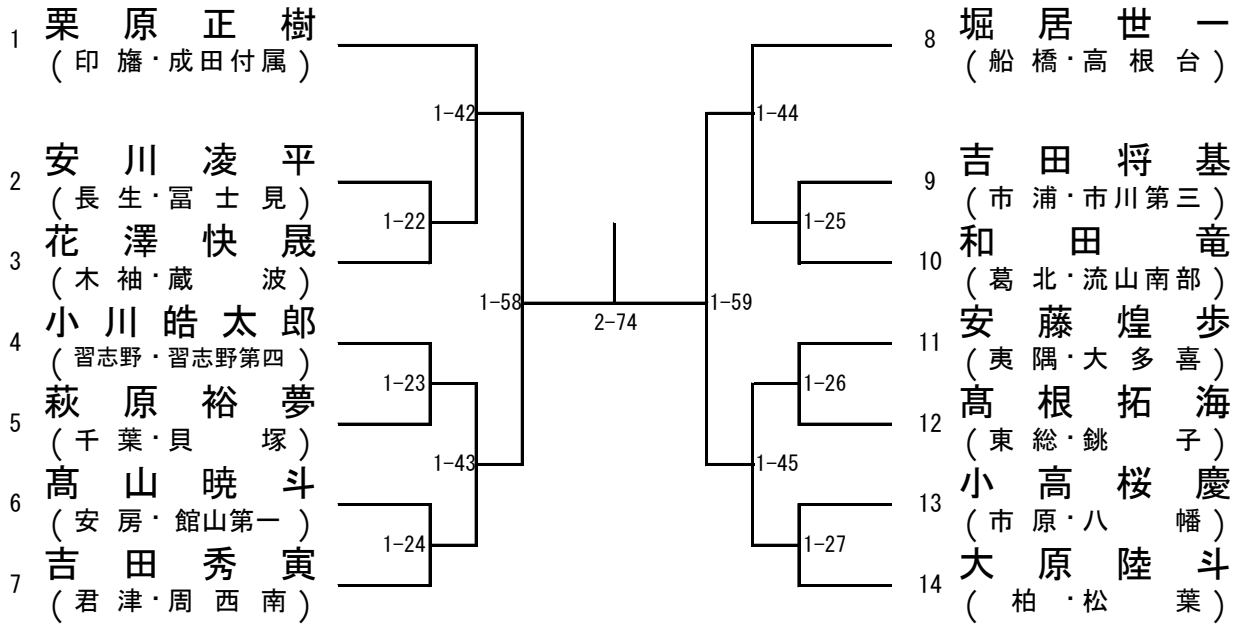 1 栗原正樹
(印旛・成田付属)
2 安川凌平
(長生・冨士見)
3 花澤快晟
(木袖・蔵波)
4 小川皓太郎
(習志野・習志野第四)
5 萩原裕夢
(千葉・貝塚)
6 髙山暁斗
(安房・館山第一)
7 吉田秀寅
(君津・周西南)
1-42
1-22
1-58
1-23
1-43
1-24
2-74
1-44
1-25
1-59
1-26
1-45
1-27
8 堀居世一
(船橋・高根台)
9 吉田将基
(市浦・市川第三)
10 和田竜
(葛北・流山南部)
11 安藤煌歩
(夷隅・大多喜)
12 髙根拓海
(東総・銚子)
13 小高桜慶
(市原・八幡)
14 大原陸斗
(柏・松葉)